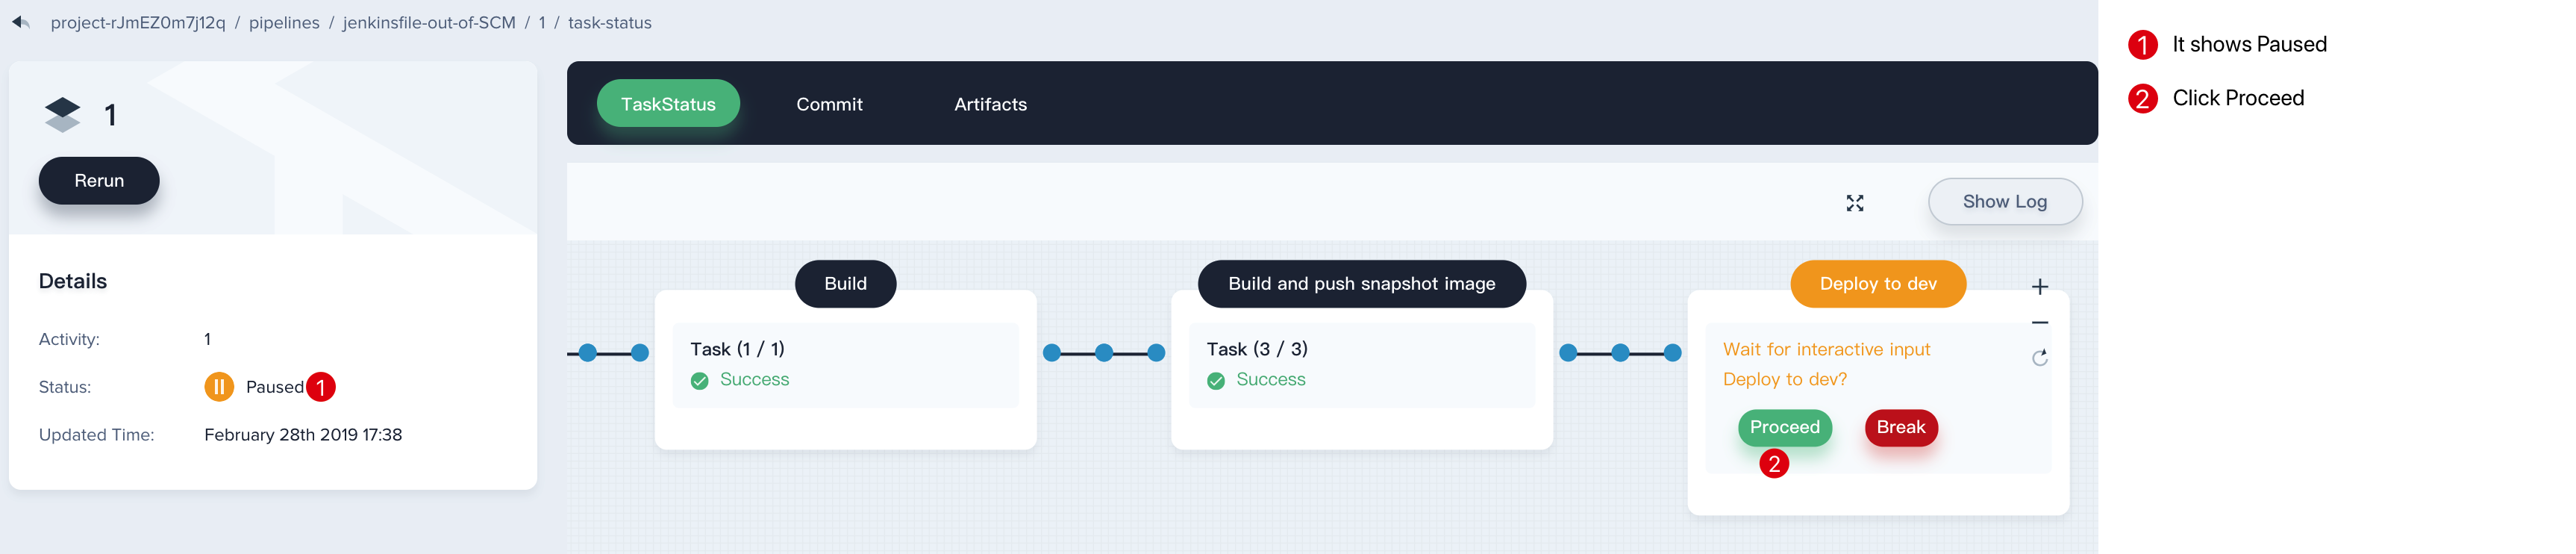 project-rJmEZ0m7j12q / pipelines / jenkinsfile-out-of-SCM / 1 / task-status
1
Rerun
Details
Activity: 1
Status: Paused 1
Updated Time: February 28th 2019 17:38
TaskStatus Commit Artifacts
Show Log
Build
Task (1 / 1)
Success
Build and push snapshot image
Task (3 / 3)
Success
Deploy to dev
Wait for interactive input
Deploy to dev?
Proceed Break
2
1 It shows Paused
2 Click Proceed